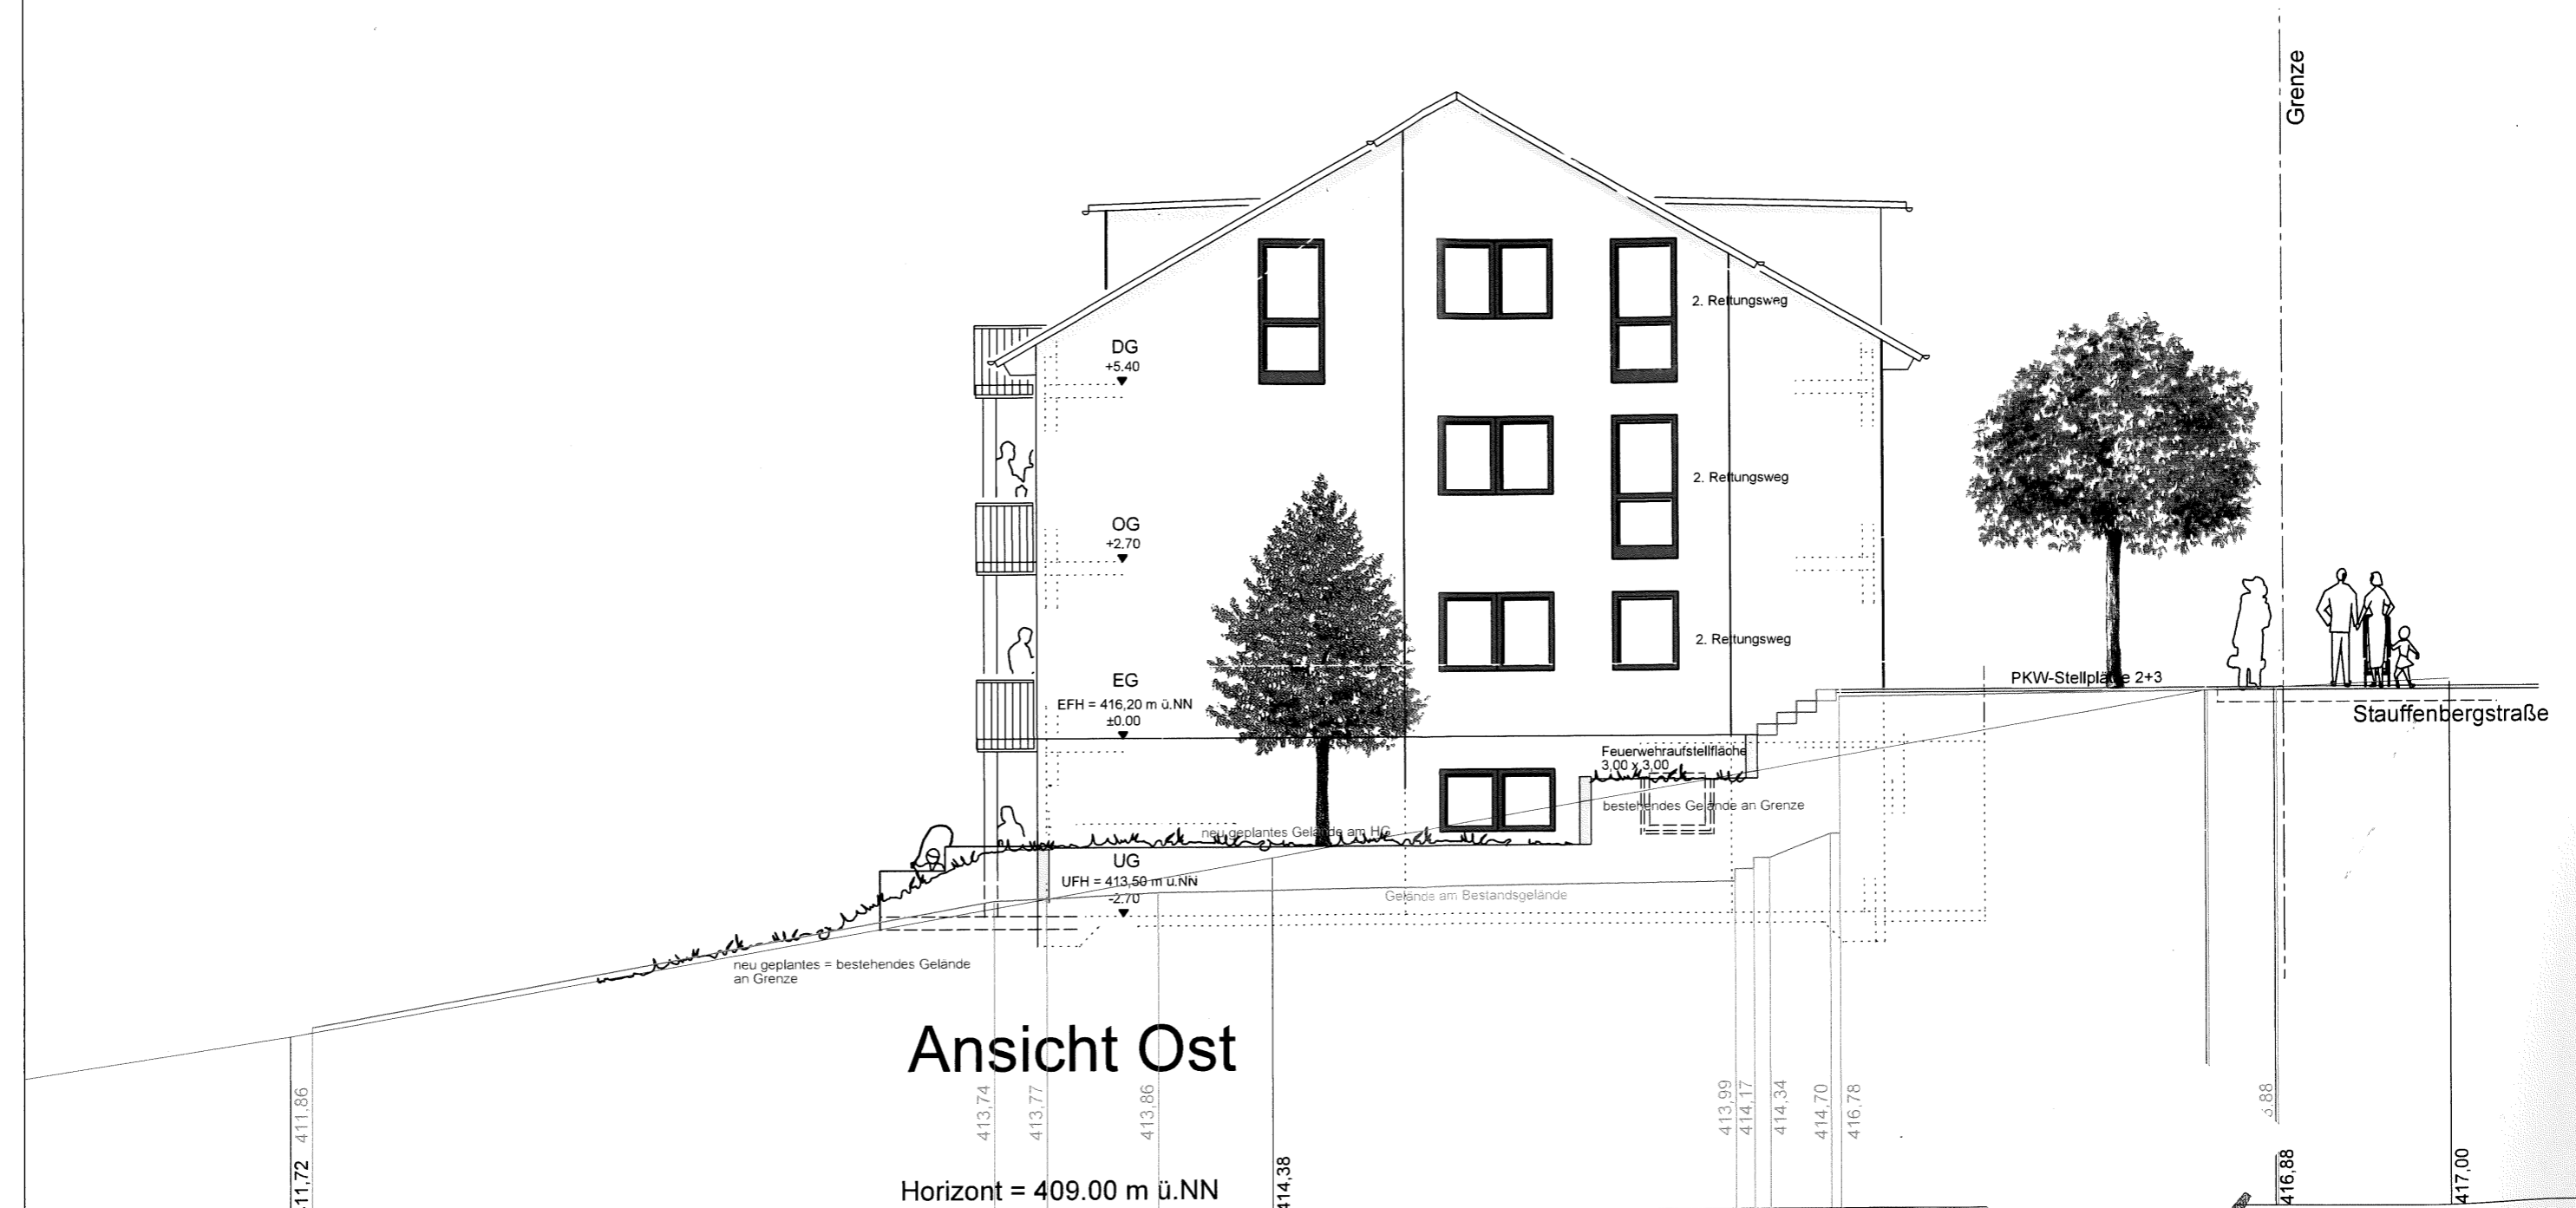 Grenze
2. Rettungsweg
DG
+5.40
2. Rettungsweg
OG
+2.70
2. Rettungsweg
EG
EFH = 416,20 m ü.NN
±0.00
PKW-Stellplätze 2+3
Stauffenbergstraße
Feuerwehraufstellfläche
3,00 x 3,00
bestehendes Gelände an Grenze
neu geplantes Gelände am HG
UG
UFH = 413,50 m ü.NN
-2.70
Gelände am Bestandsgelände
neu geplantes = bestehendes Gelände
an Grenze
Ansicht Ost
411,86
413,74
413,77
413,86
413,99
414,17
414,34
414,70
416,78
Horizont = 409.00 m ü.NN
11,72
414,38
416,88
417,00